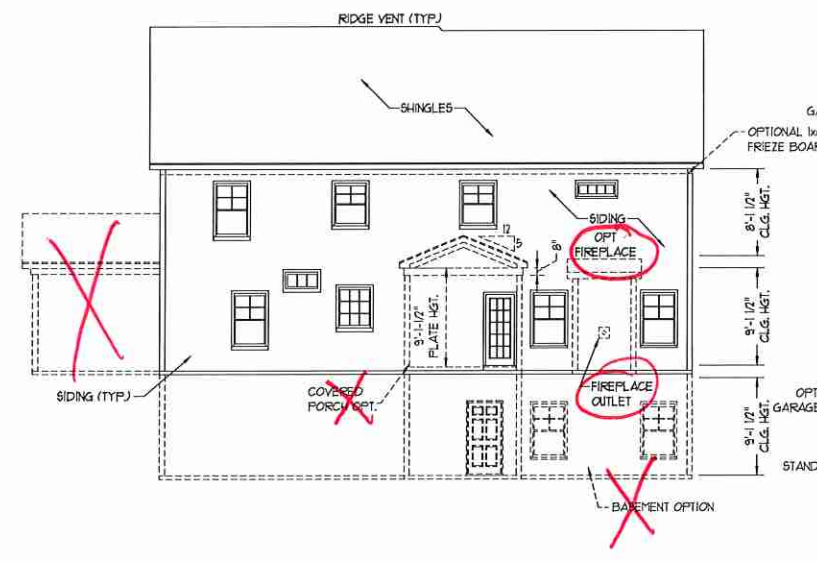 RIDGE VENT (TYP.)
SHINGLES
OPTIONAL 1x
FRIEZE BOAR
8'-1 1/2"
CLG. HGT.
SIDING
12
5
8"
OPT
FIREPLACE
9'-1-1/2"
PLATE HGT.
9'-1 1/2"
CLG. HGT.
SIDING (TYP.)
COVERED
PORCH OPT.
FIREPLACE
OUTLET
OPT
GARAGE
9'-1 1/2"
CLG. HGT.
STAND
BASEMENT OPTION